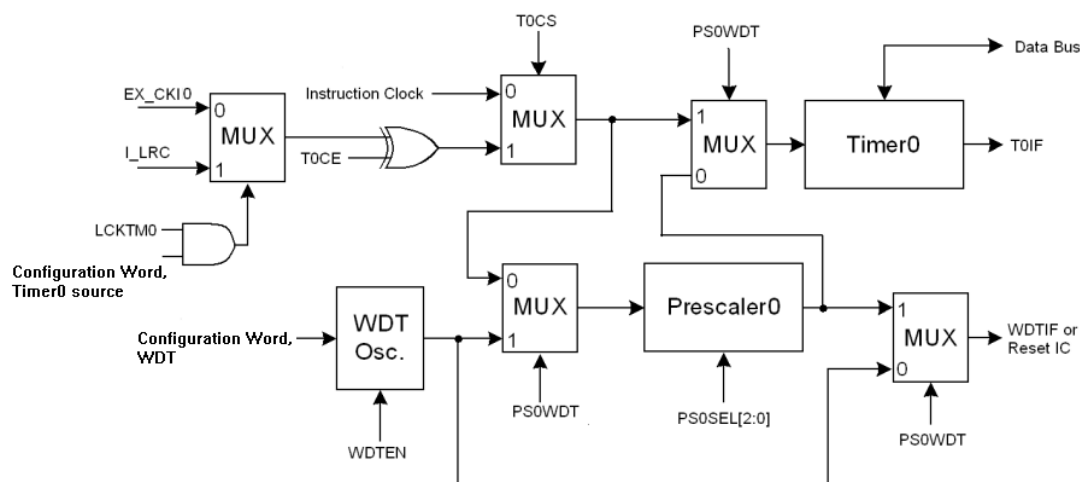 T0CS
PS0WDT
Data Bus
EX_CKI0
0
MUX
I_LRC
1
Instruction Clock
0
MUX
1
T0CE
1
MUX
0
Timer0
T0IF
LCKTM0
Configuration Word,
Timer0 source
Configuration Word,
WDT
WDT
Osc.
WDTEN
0
MUX
1
PS0WDT
Prescaler0
PS0SEL[2:0]
1
MUX
0
WDTIF or
Reset IC
PS0WDT